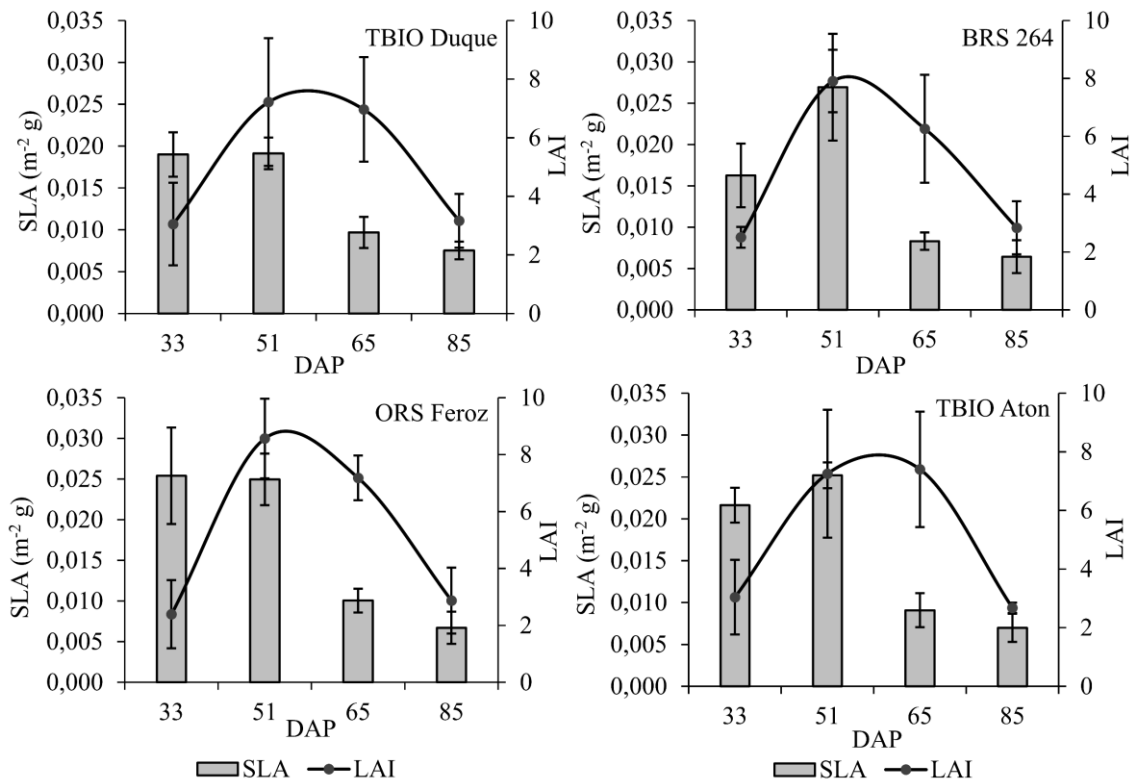 TBIO Duque
SLA (m⁻² g)
0,035
0,030
0,025
0,020
0,015
0,010
0,005
0,000
10
8
6
4
2
0
LAI
33 51 65 85
DAP
BRS 264
SLA (m⁻² g)
0,035
0,030
0,025
0,020
0,015
0,010
0,005
0,000
10
8
6
4
2
0
LAI
33 51 65 85
DAP
ORS Feroz
SLA (m⁻² g)
0,035
0,030
0,025
0,020
0,015
0,010
0,005
0,000
10
8
6
4
2
0
LAI
33 51 65 85
DAP
TBIO Aton
SLA (m⁻² g)
0,035
0,030
0,025
0,020
0,015
0,010
0,005
0,000
10
8
6
4
2
0
LAI
33 51 65 85
DAP
SLA LAI
SLA LAI